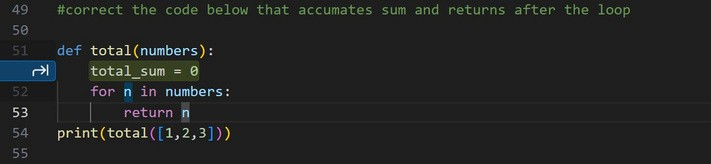 49 #correct the code below that accumates sum and returns after the loop
50
51 def total(numbers):
total_sum = 0
52 for n in numbers:
53 return n
54 print(total([1,2,3]))
55